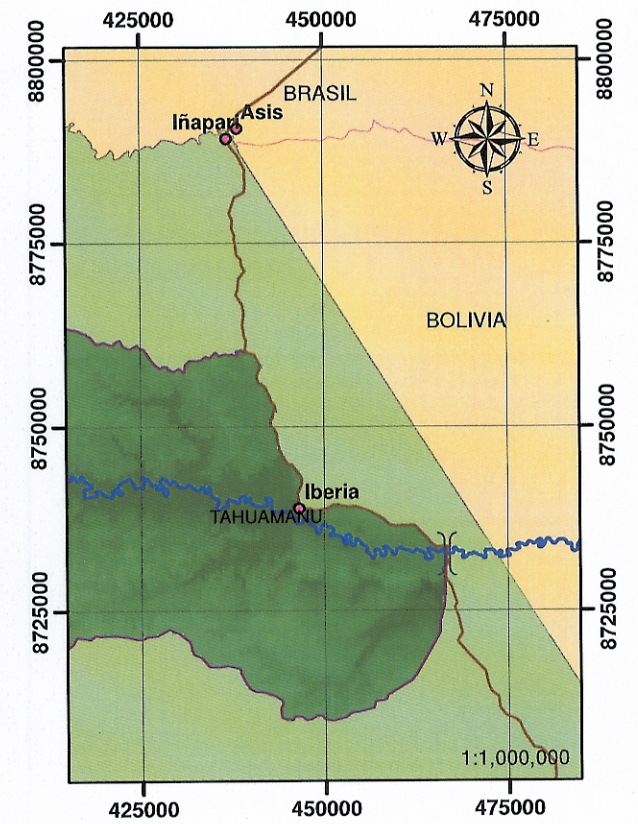 425000 450000 475000
8800000 8800000
BRASIL
Asis
Iñapari
N
W E
S
8775000 8775000
BOLIVIA
8750000 8750000
Iberia
TAHUAMANU
8725000 8725000
1:1,000,000
425000 450000 475000